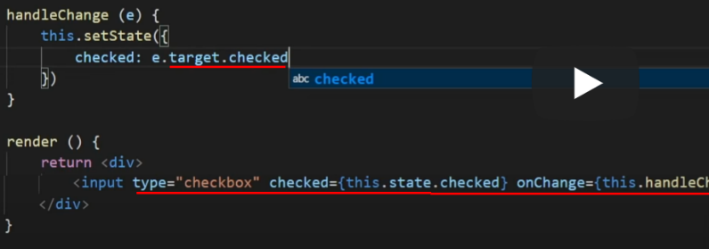 handleChange (e) {
this.setState({
checked: e.target.checked
abc checked
})
}
render () {
return <div>
<input type="checkbox" checked={this.state.checked} onChange={this.handleCh
</div>
}